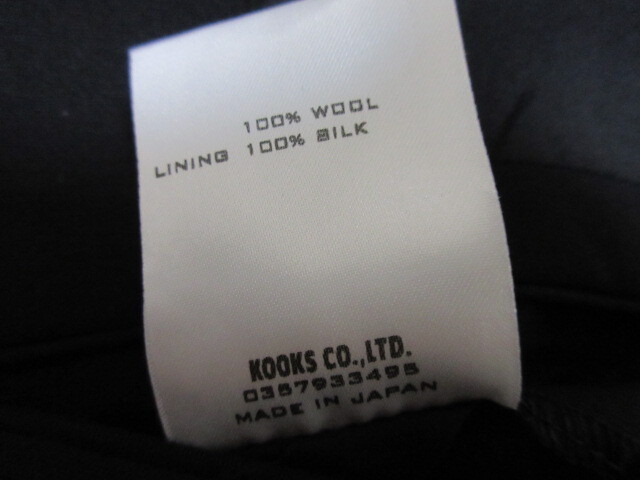 100% WOOL
LINING 100% SILK
KOOKS CO.,LTD.
0357933495
MADE IN JAPAN